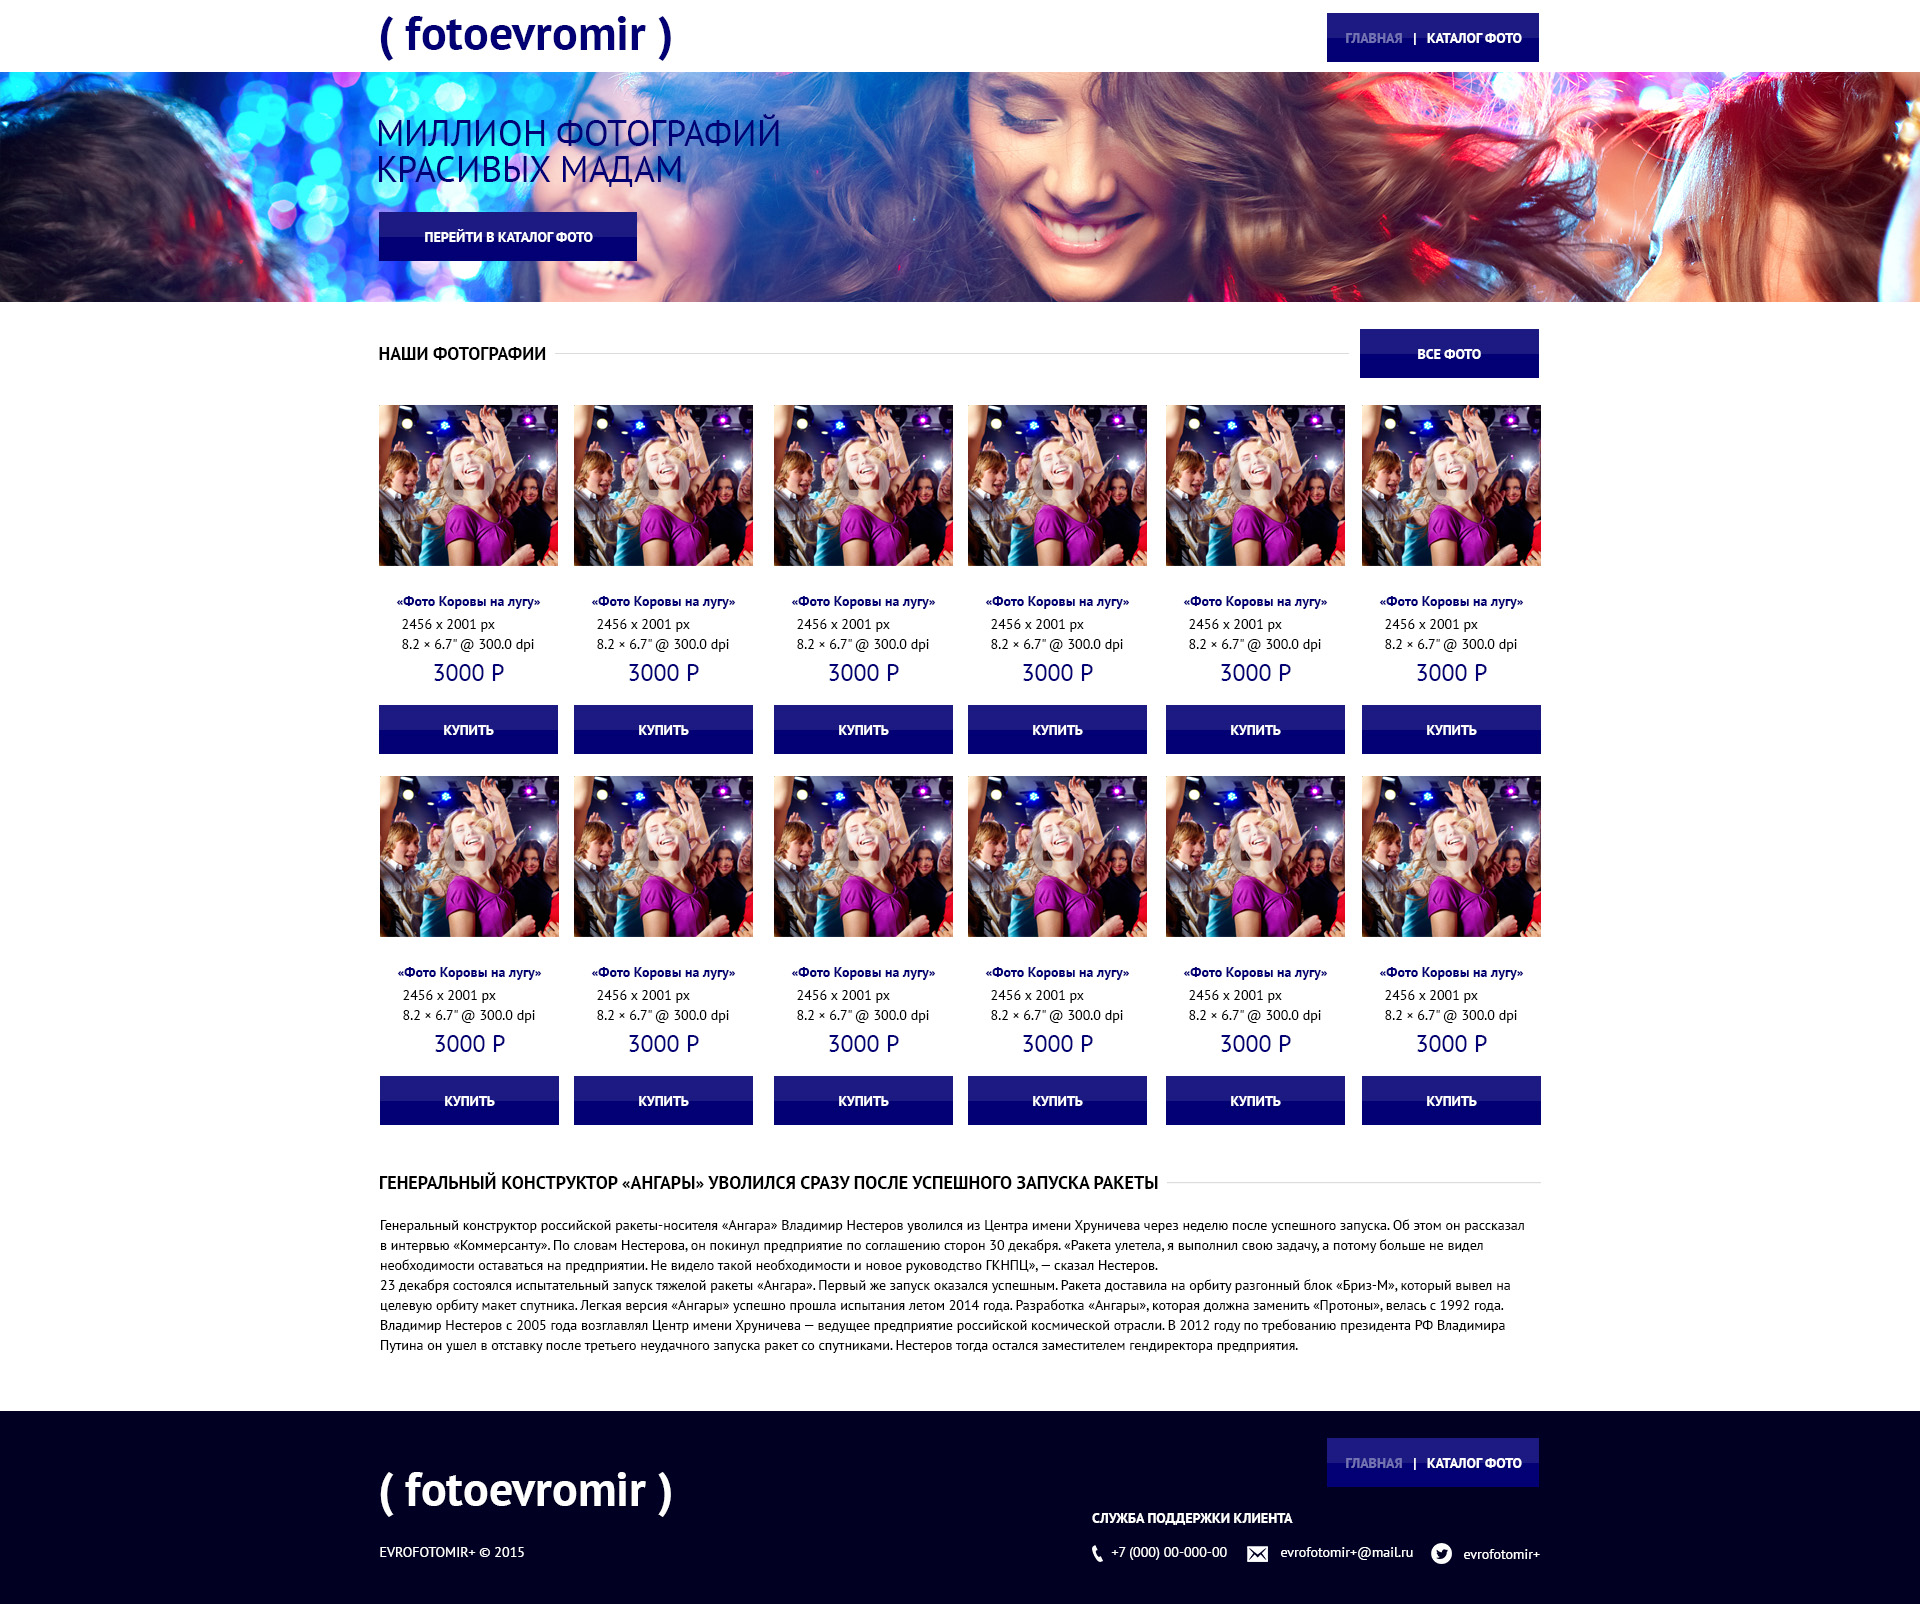 ( fotoevromir )
ГЛАВНАЯ | КАТАЛОГ ФОТО
МИЛЛИОН ФОТОГРАФИЙ
КРАСИВЫХ МАДАМ
ПЕРЕЙТИ В КАТАЛОГ ФОТО
НАШИ ФОТОГРАФИИ
ВСЕ ФОТО
«Фото Коровы на лугу» «Фото Коровы на лугу» «Фото Коровы на лугу» «Фото Коровы на лугу» «Фото Коровы на лугу» «Фото Коровы на лугу»
2456 x 2001 px 2456 x 2001 px 2456 x 2001 px 2456 x 2001 px 2456 x 2001 px 2456 x 2001 px
8.2 × 6.7" @ 300.0 dpi 8.2 × 6.7" @ 300.0 dpi 8.2 × 6.7" @ 300.0 dpi 8.2 × 6.7" @ 300.0 dpi 8.2 × 6.7" @ 300.0 dpi 8.2 × 6.7" @ 300.0 dpi
3000 Р 3000 Р 3000 Р 3000 Р 3000 Р 3000 Р
КУПИТЬ КУПИТЬ КУПИТЬ КУПИТЬ КУПИТЬ КУПИТЬ
«Фото Коровы на лугу» «Фото Коровы на лугу» «Фото Коровы на лугу» «Фото Коровы на лугу» «Фото Коровы на лугу» «Фото Коровы на лугу»
2456 x 2001 px 2456 x 2001 px 2456 x 2001 px 2456 x 2001 px 2456 x 2001 px 2456 x 2001 px
8.2 × 6.7" @ 300.0 dpi 8.2 × 6.7" @ 300.0 dpi 8.2 × 6.7" @ 300.0 dpi 8.2 × 6.7" @ 300.0 dpi 8.2 × 6.7" @ 300.0 dpi 8.2 × 6.7" @ 300.0 dpi
3000 Р 3000 Р 3000 Р 3000 Р 3000 Р 3000 Р
КУПИТЬ КУПИТЬ КУПИТЬ КУПИТЬ КУПИТЬ КУПИТЬ
ГЕНЕРАЛЬНЫЙ КОНСТРУКТОР «АНГАРЫ» УВОЛИЛСЯ СРАЗУ ПОСЛЕ УСПЕШНОГО ЗАПУСКА РАКЕТЫ
Генеральный конструктор российской ракеты-носителя «Ангара» Владимир Нестеров уволился из Центра имени Хруничева через неделю после успешного запуска. Об этом он рассказал
в интервью «Коммерсанту». По словам Нестерова, он покинул предприятие по соглашению сторон 30 декабря. «Ракета улетела, я выполнил свою задачу, а потому больше не видел
необходимости оставаться на предприятии. Не видело такой необходимости и новое руководство ГКНПЦ», — сказал Нестеров.
23 декабря состоялся испытательный запуск тяжелой ракеты «Ангара». Первый же запуск оказался успешным. Ракета доставила на орбиту разгонный блок «Бриз-М», который вывел на
целевую орбиту макет спутника. Легкая версия «Ангары» успешно прошла испытания летом 2014 года. Разработка «Ангары», которая должна заменить «Протоны», велась с 1992 года.
Владимир Нестеров с 2005 года возглавлял Центр имени Хруничева — ведущее предприятие российской космической отрасли. В 2012 году по требованию президента РФ Владимира
Путина он ушел в отставку после третьего неудачного запуска ракет со спутниками. Нестеров тогда остался заместителем гендиректора предприятия.
ГЛАВНАЯ | КАТАЛОГ ФОТО
( fotoevromir )
СЛУЖБА ПОДДЕРЖКИ КЛИЕНТА
EVROFOTOMIR+ © 2015
+7 (000) 00-000-00 evrofotomir+@mail.ru evrofotomir+